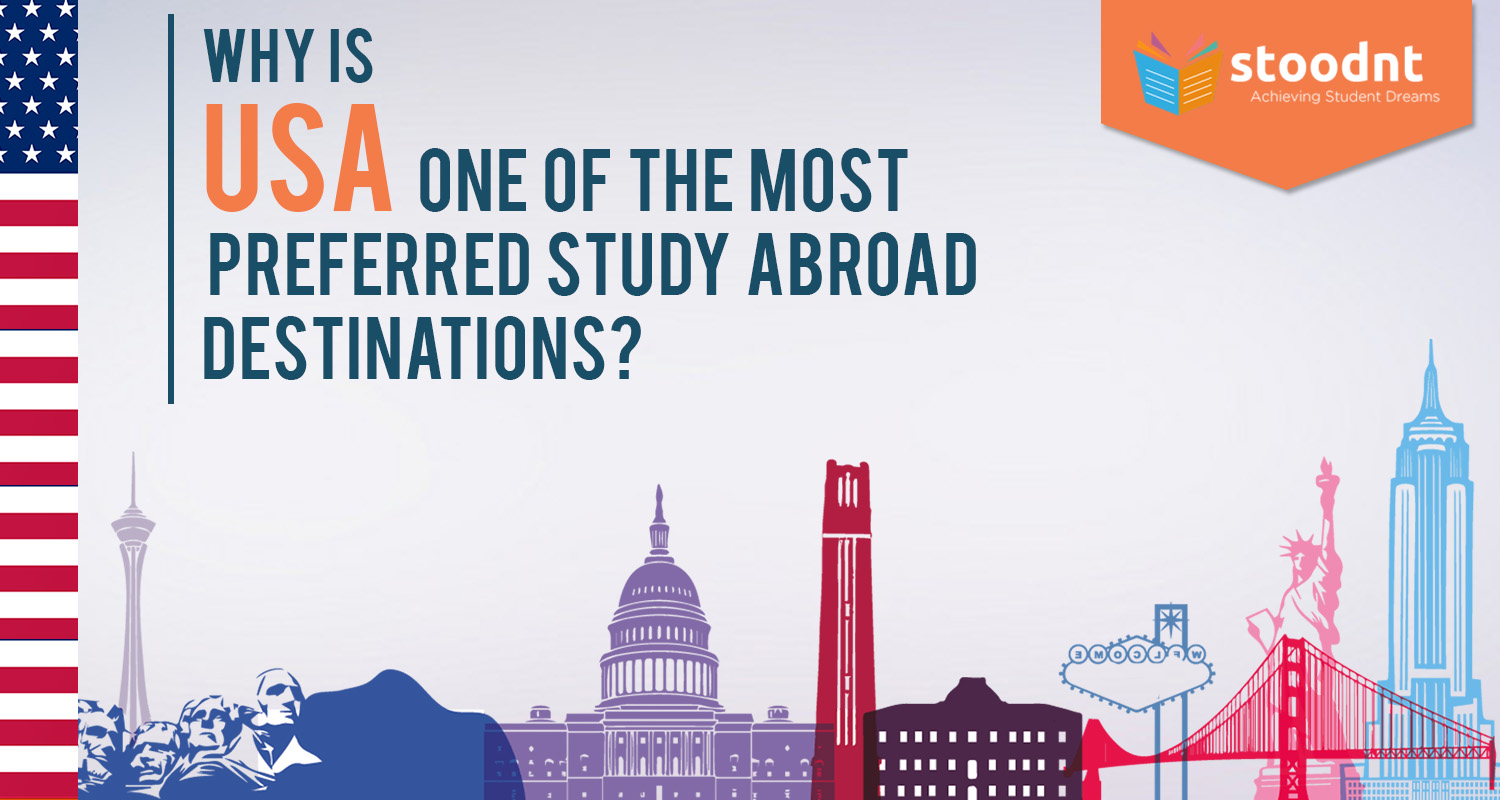 WHY IS
USA ONE OF THE MOST
PREFERRED STUDY ABROAD
DESTINATIONS?
stoodnt
Achieving Student Dreams
WELCOME